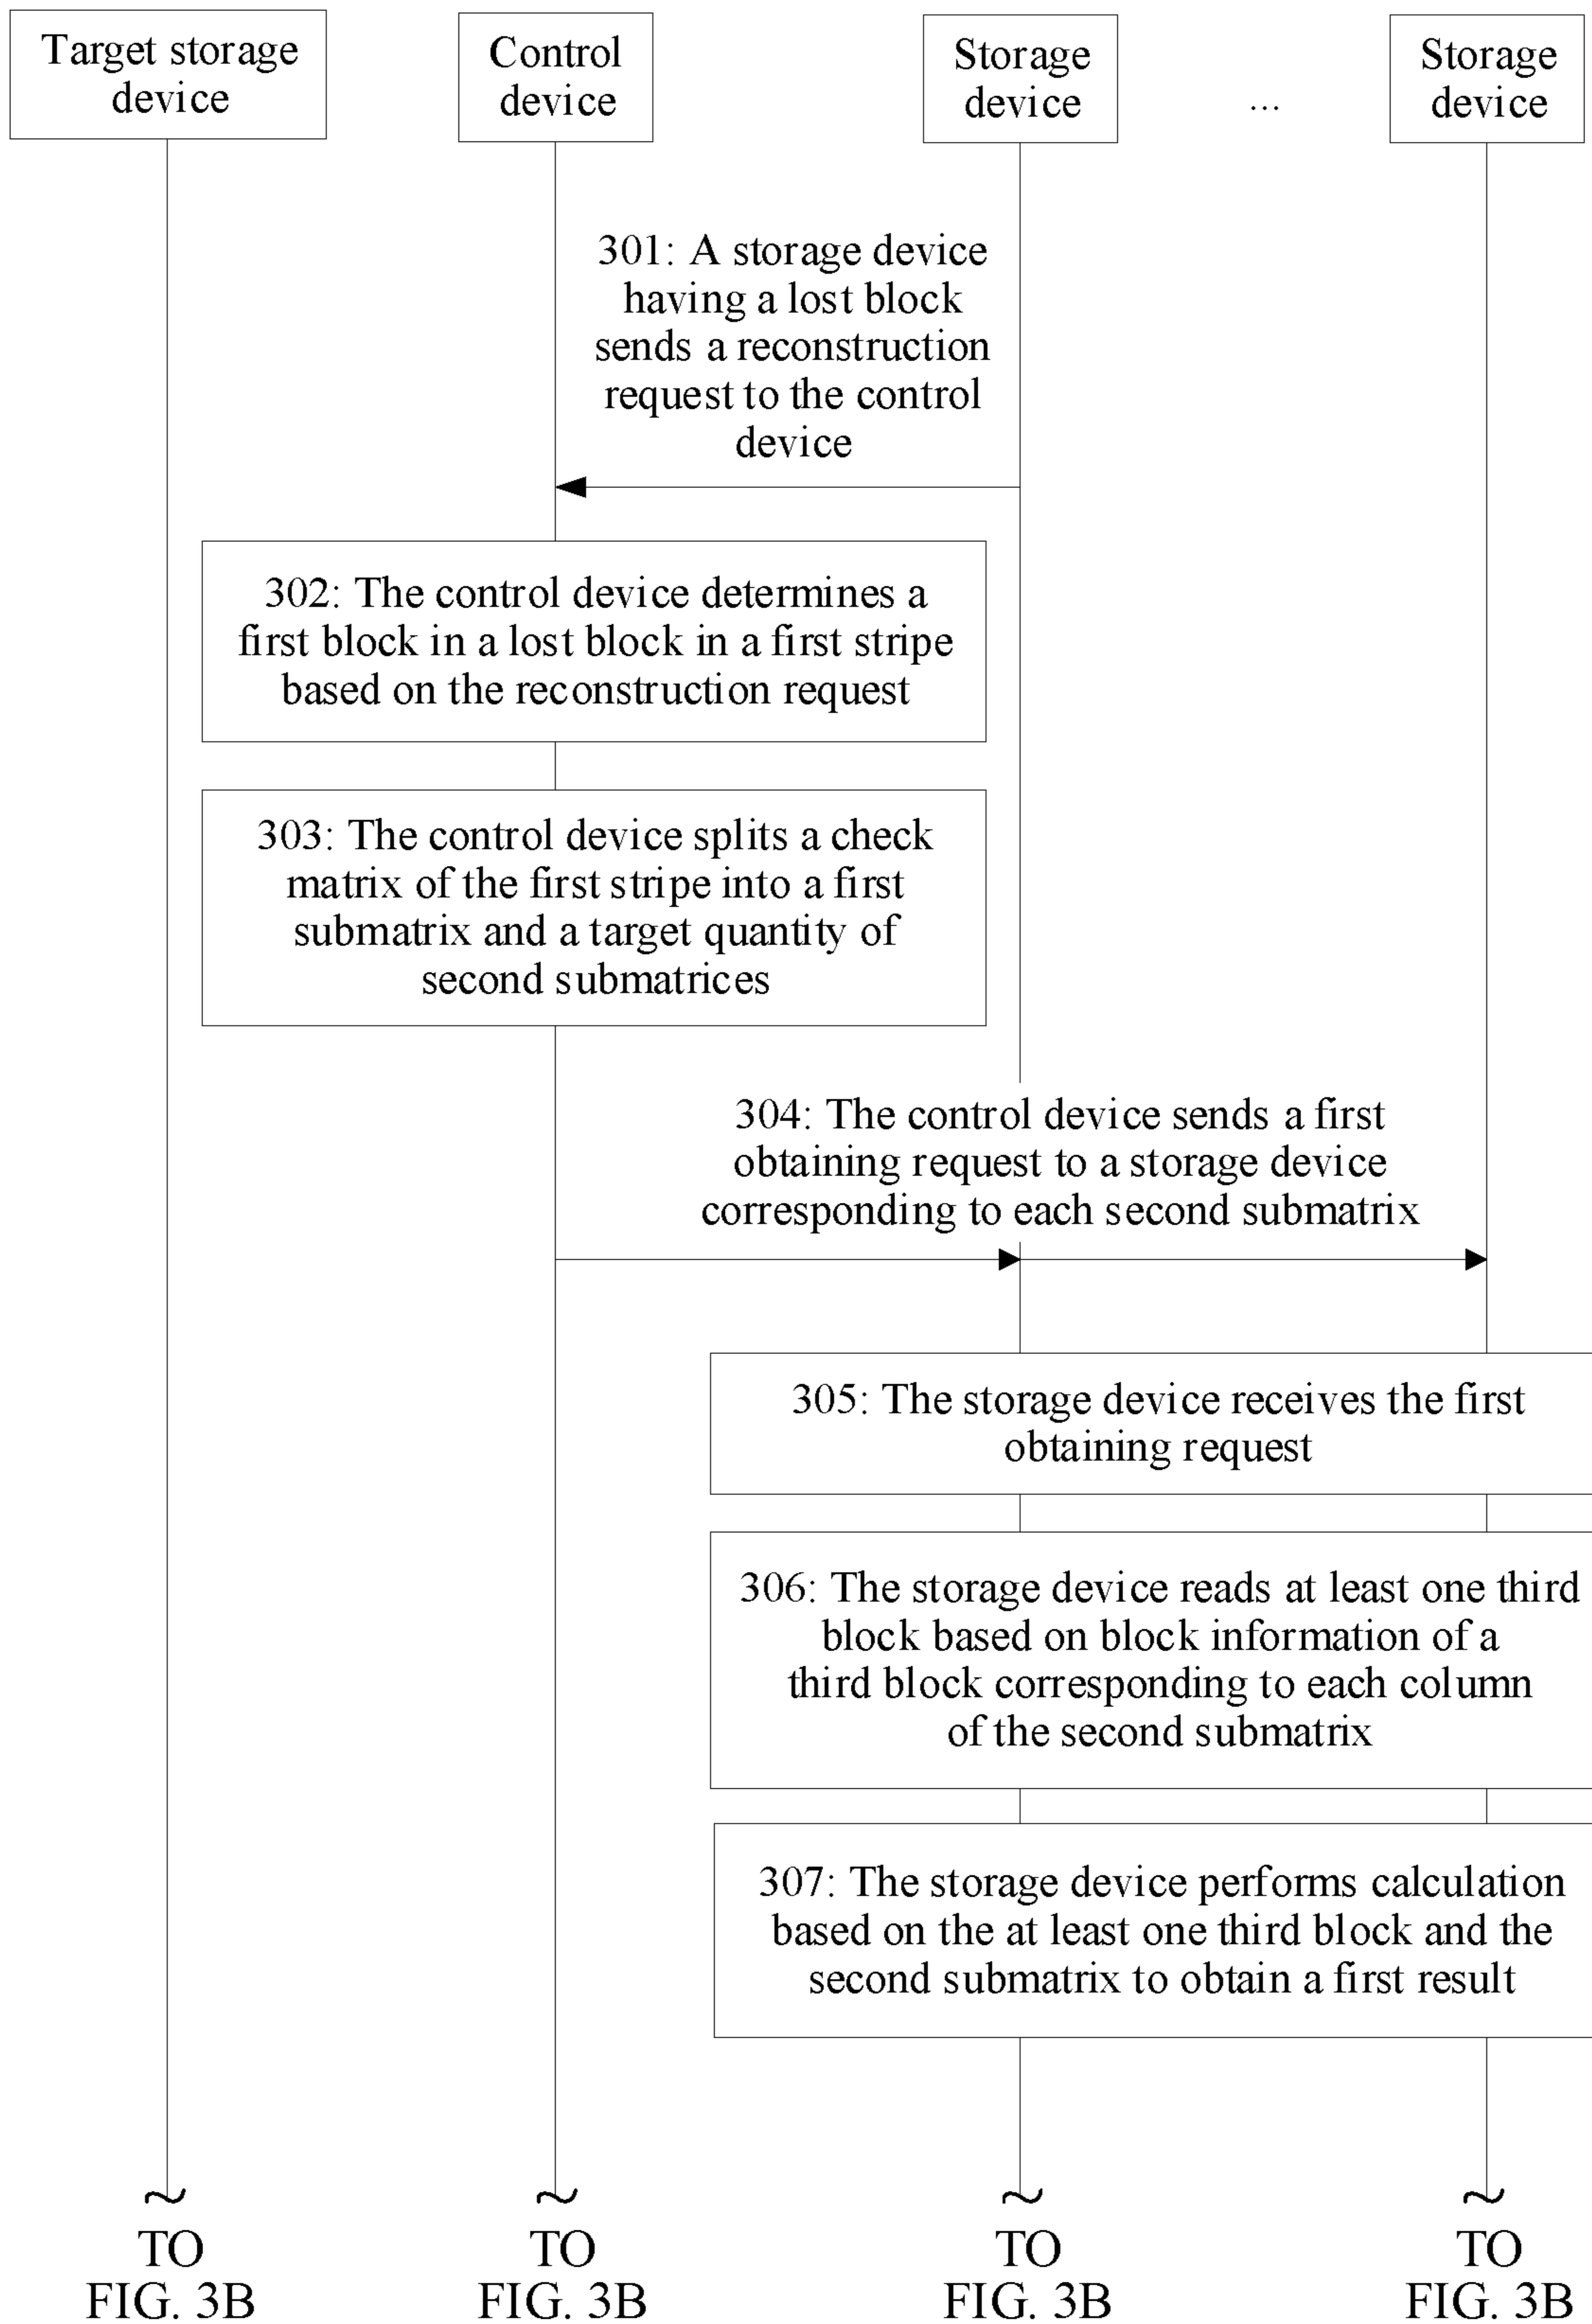 Target storage
device
Control
device
Storage
device
...
Storage
device
301: A storage device
having a lost block
sends a reconstruction
request to the control
device
302: The control device determines a
first block in a lost block in a first stripe
based on the reconstruction request
303: The control device splits a check
matrix of the first stripe into a first
submatrix and a target quantity of
second submatrices
304: The control device sends a first
obtaining request to a storage device
corresponding to each second submatrix
305: The storage device receives the first
obtaining request
306: The storage device reads at least one third
block based on block information of a
third block corresponding to each column
of the second submatrix
307: The storage device performs calculation
based on the at least one third block and the
second submatrix to obtain a first result
TO
FIG. 3B
TO
FIG. 3B
TO
FIG. 3B
TO
FIG. 3B